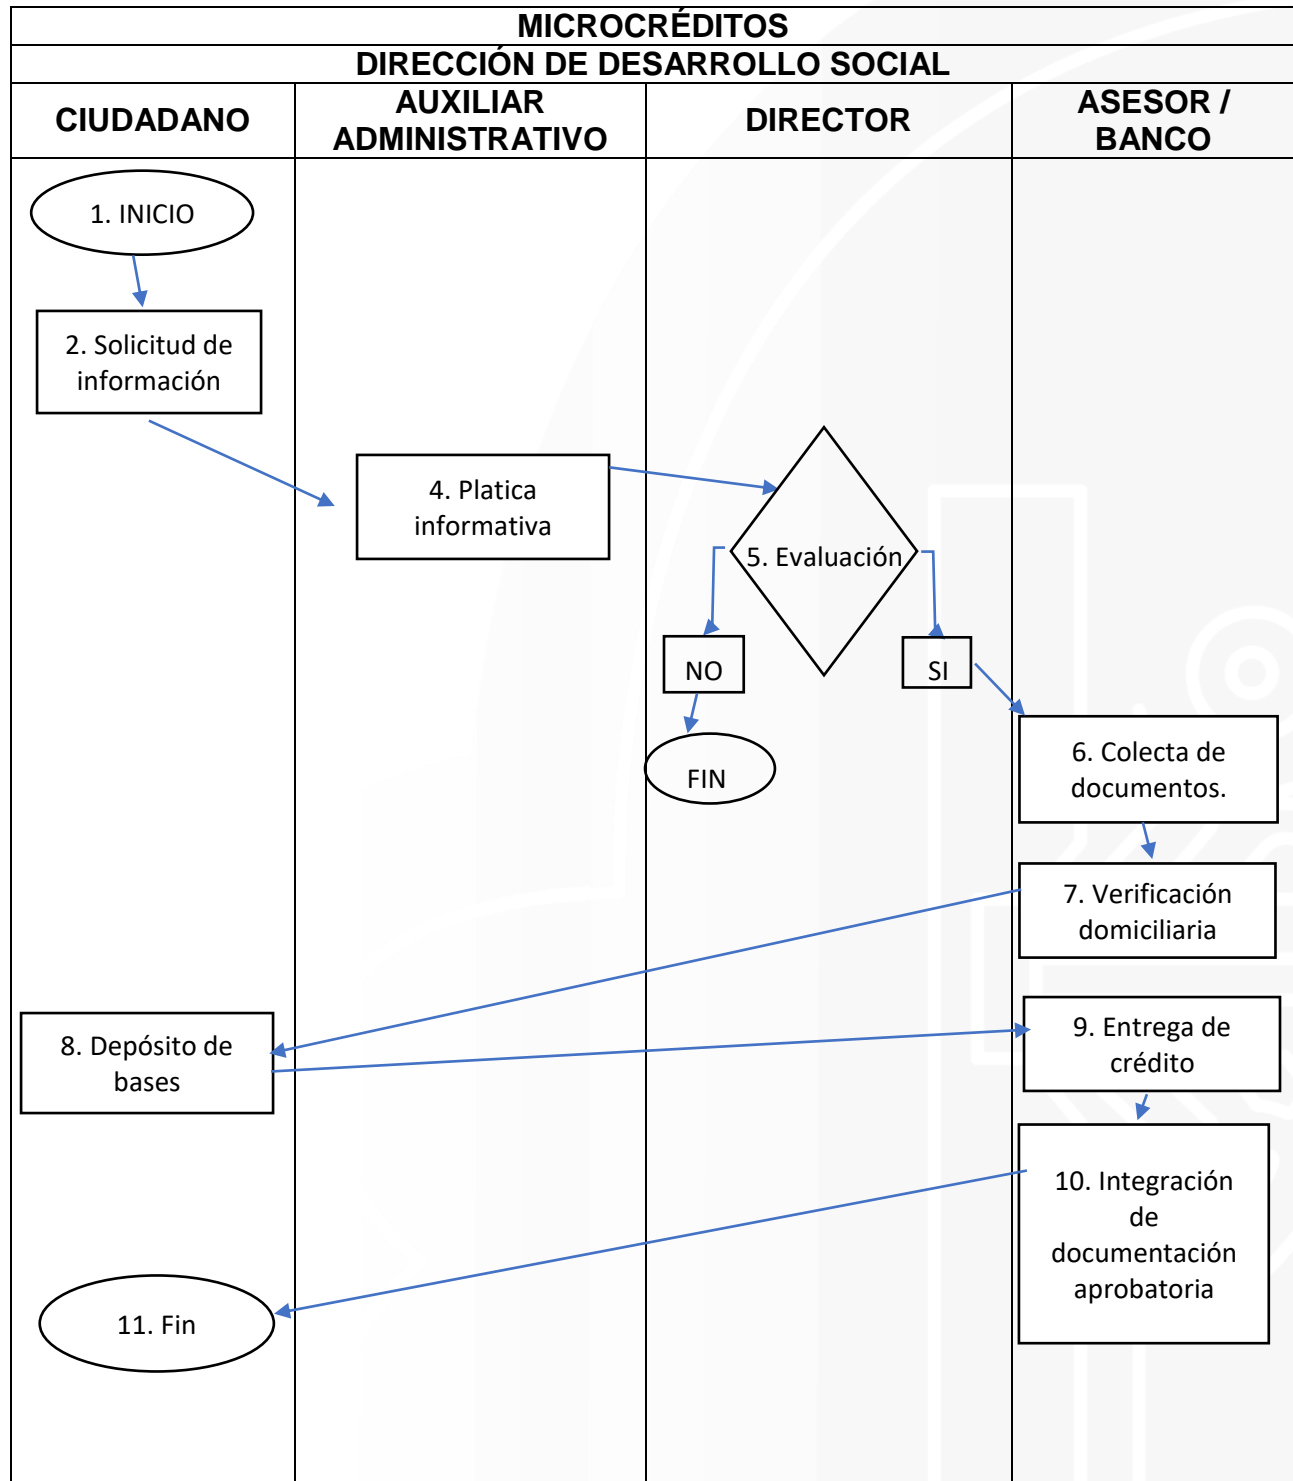 MICROCRÉDITOS
DIRECCIÓN DE DESARROLLO SOCIAL
CIUDADANO
AUXILIAR
ADMINISTRATIVO
DIRECTOR
ASESOR /
BANCO
1. INICIO
2. Solicitud de
información
4. Platica
informativa
5. Evaluación
NO
SI
FIN
6. Colecta de
documentos.
7. Verificación
domiciliaria
8. Depósito de
bases
9. Entrega de
crédito
10. Integración
de
documentación
aprobatoria
11. Fin